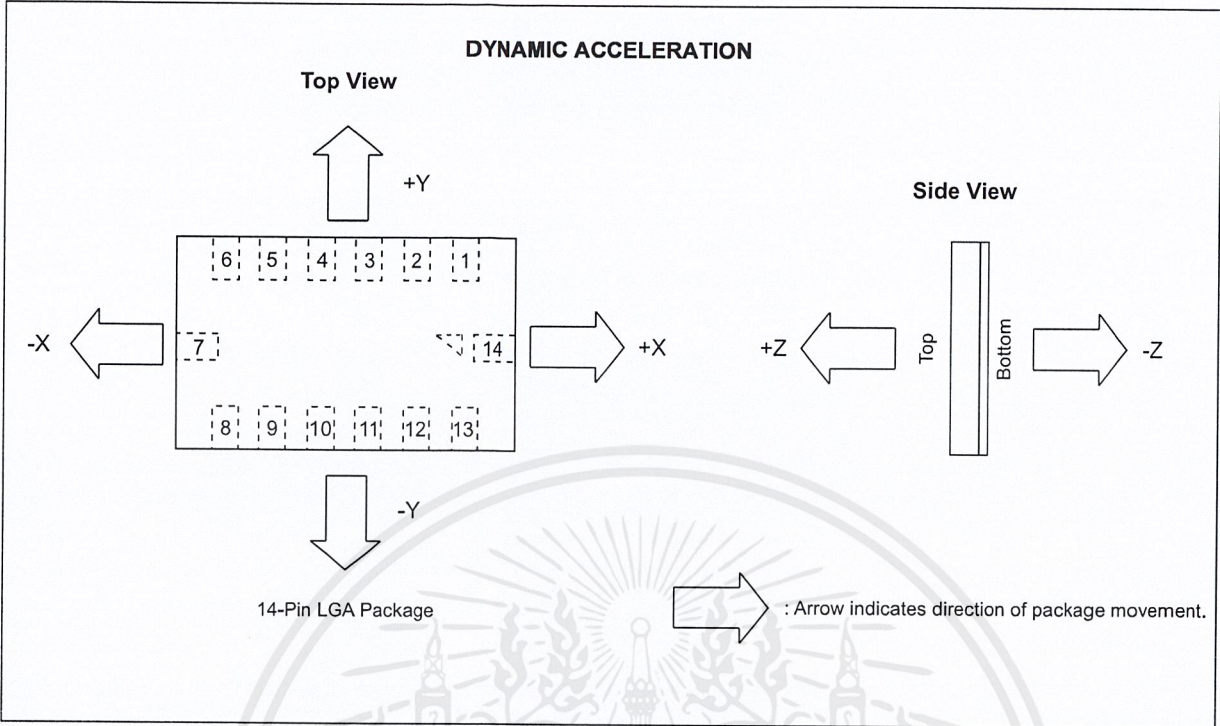 DYNAMIC ACCELERATION
Top View
+Y
Side View
6 5 4 3 2 1
-X
7
14
+X
+Z
Top
Bottom
-Z
8 9 10 11 12 13
-Y
14-Pin LGA Package
: Arrow indicates direction of package movement.